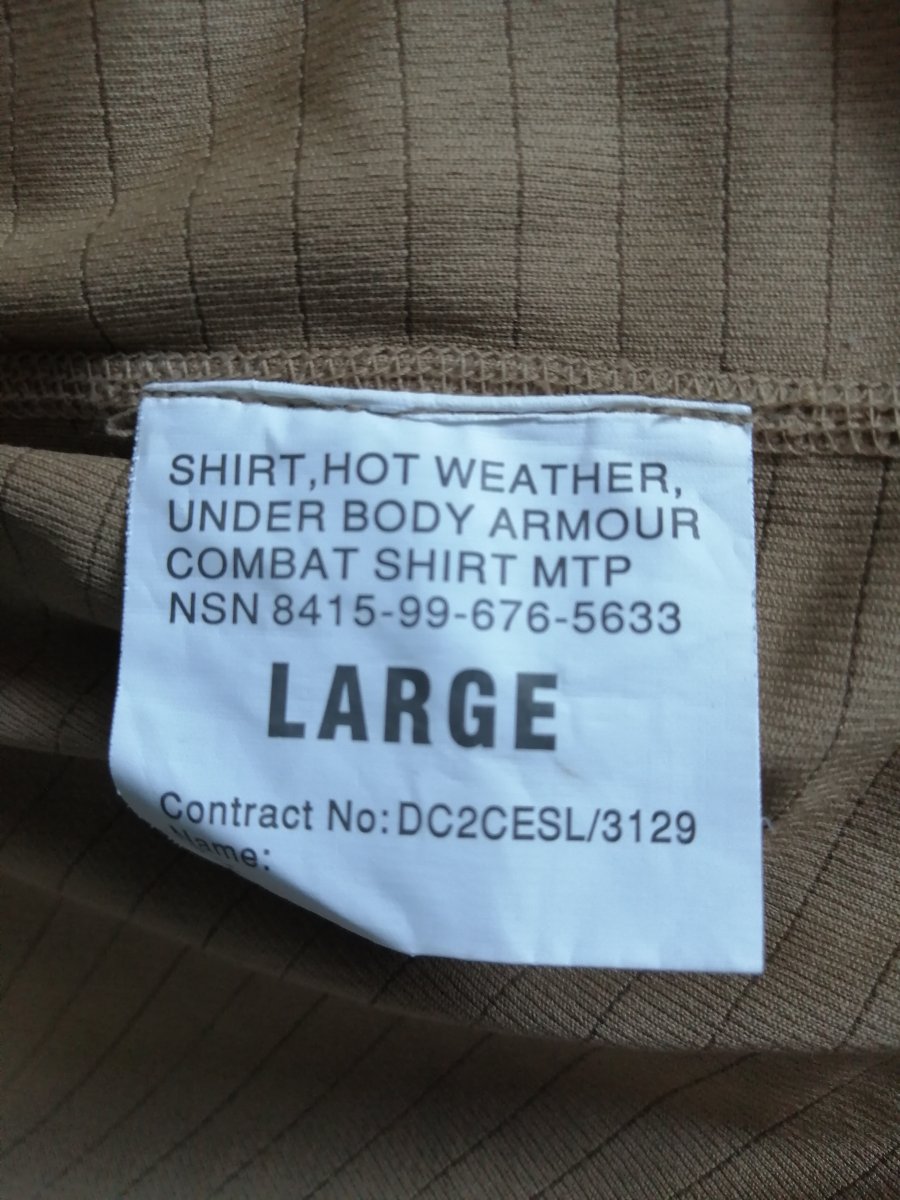 SHIRT,HOT WEATHER,
UNDER BODY ARMOUR
COMBAT SHIRT MTP
NSN 8415-99-676-5633
LARGE
Contract No:DC2CESL/3129
Name: